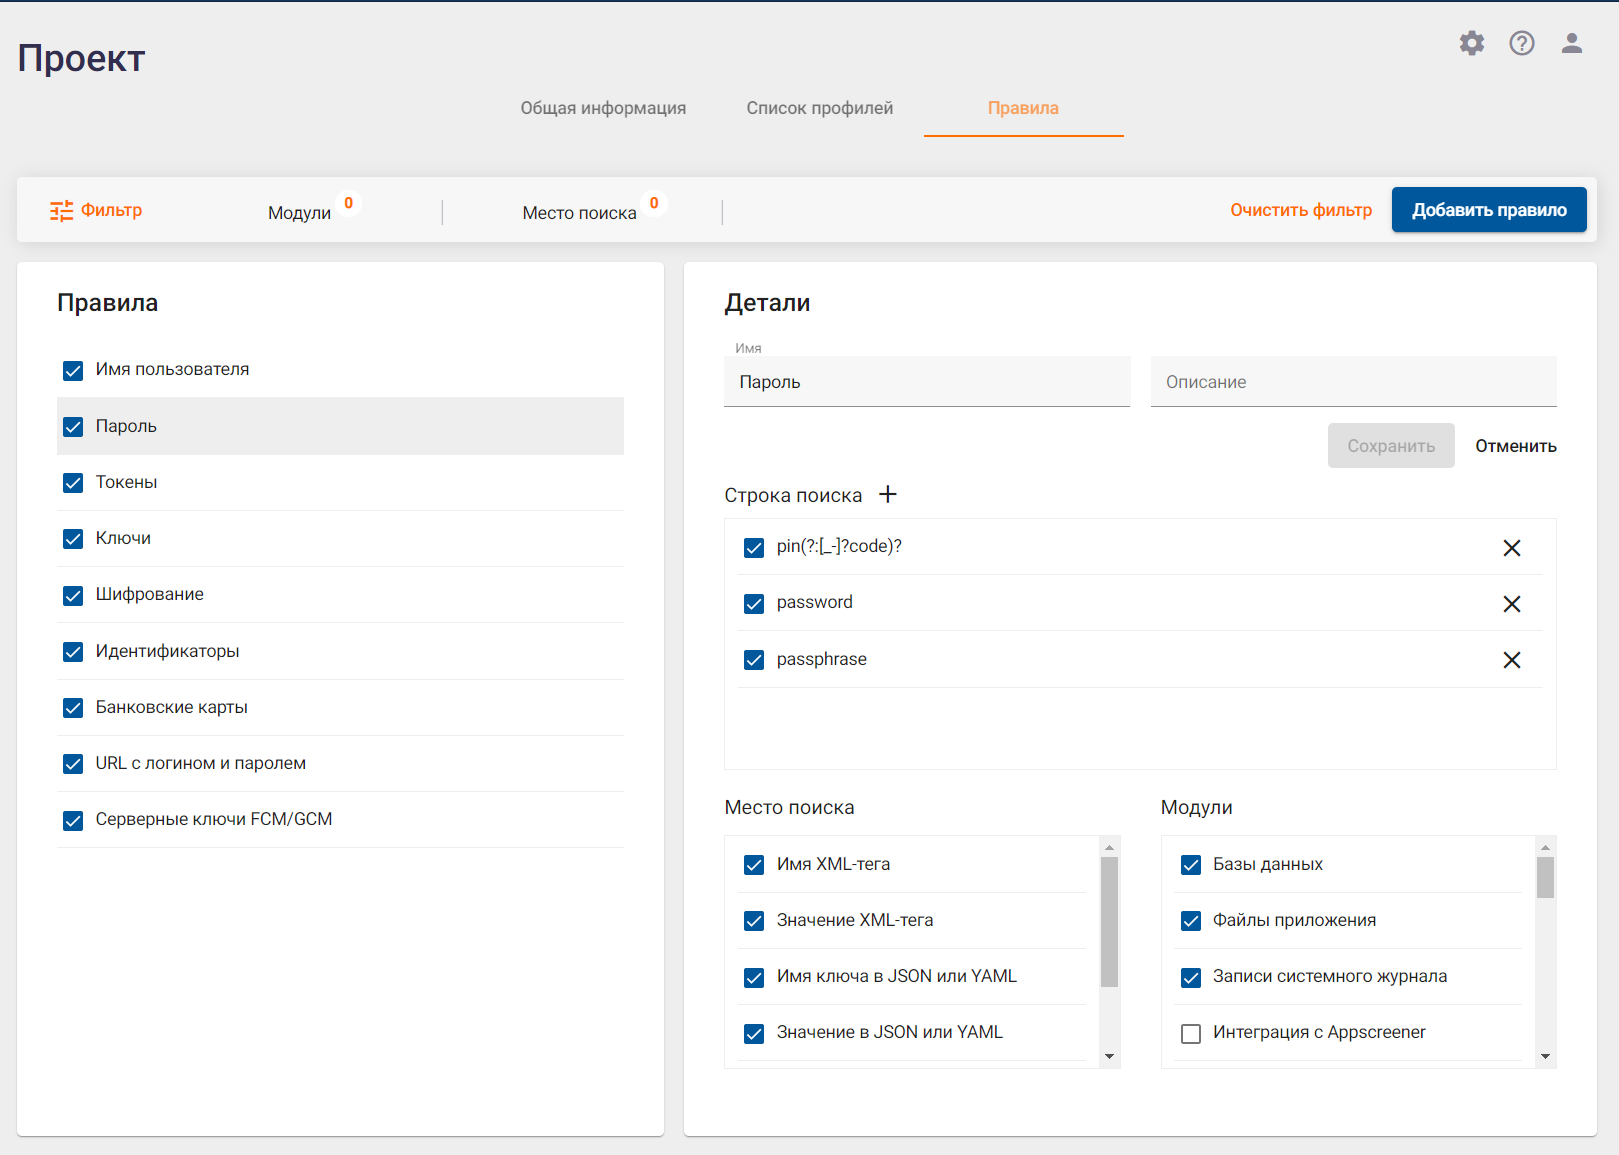 Проект
Общая информация
Список профилей
Правила
Фильтр
Модули 0
Место поиска 0
Очистить фильтр
Добавить правило
Правила
Имя пользователя
Пароль
Токены
Ключи
Шифрование
Идентификаторы
Банковские карты
URL с логином и паролем
Серверные ключи FCM/GCM
Детали
Имя
Пароль
Описание
Сохранить
Отменить
Строка поиска
pin(?:[_-]?code)?
password
passphrase
Место поиска
Имя XML-тега
Значение XML-тега
Имя ключа в JSON или YAML
Значение в JSON или YAML
Модули
Базы данных
Файлы приложения
Записи системного журнала
Интеграция с Appscreener